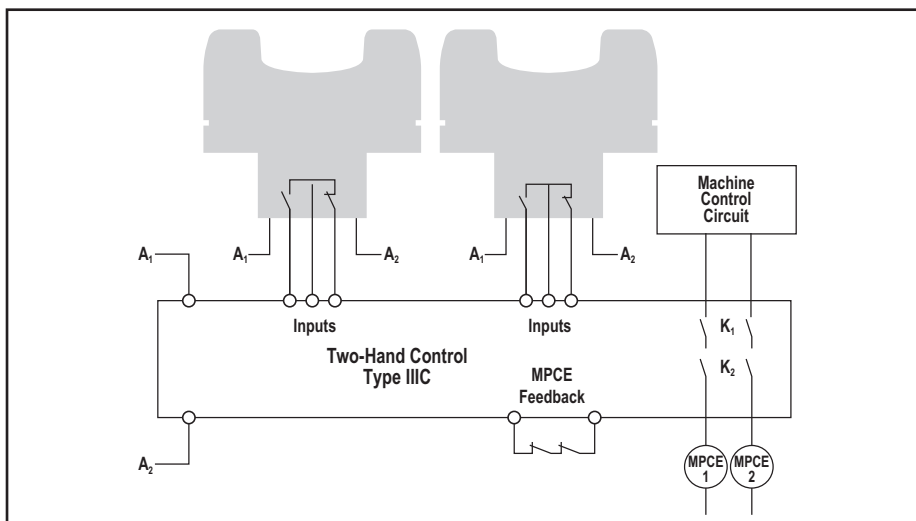 Machine
Control
Circuit
A₁
A₁
A₂
A₁
A₂
Inputs
Inputs
K₁
Two-Hand Control
Type IIIC
MPCE
Feedback
K₂
A₂
MPCE
1
MPCE
2